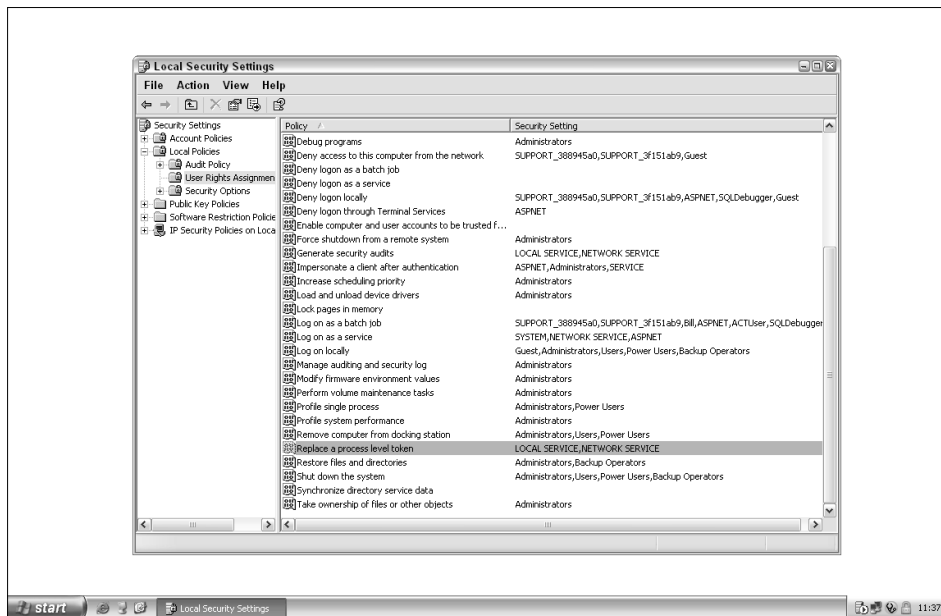 Local Security Settings
File Action View Help
Security Settings
Account Policies
Local Policies
Audit Policy
User Rights Assignmen
Security Options
Public Key Policies
Software Restriction Policie
IP Security Policies on Loca
Policy Security Setting
Debug programs Administrators
Deny access to this computer from the network SUPPORT_388945a0,SUPPORT_3f151ab9,Guest
Deny logon as a batch job
Deny logon as a service
Deny logon locally SUPPORT_388945a0,SUPPORT_3f151ab9,ASPNET,SQLDebugger,Guest
Deny logon through Terminal Services ASPNET
Enable computer and user accounts to be trusted f...
Force shutdown from a remote system Administrators
Generate security audits LOCAL SERVICE,NETWORK SERVICE
Impersonate a client after authentication ASPNET,Administrators,SERVICE
Increase scheduling priority Administrators
Load and unload device drivers Administrators
Lock pages in memory
Log on as a batch job SUPPORT_388945a0,SUPPORT_3f151ab9,Bill,ASPNET,ACTUser,SQLDebugger
Log on as a service SYSTEM,NETWORK SERVICE,ASPNET
Log on locally Guest,Administrators,Users,Power Users,Backup Operators
Manage auditing and security log Administrators
Modify firmware environment values Administrators
Perform volume maintenance tasks Administrators
Profile single process Administrators,Power Users
Profile system performance Administrators
Remove computer from docking station Administrators,Users,Power Users
Replace a process level token LOCAL SERVICE,NETWORK SERVICE
Restore files and directories Administrators,Backup Operators
Shut down the system Administrators,Users,Power Users,Backup Operators
Synchronize directory service data
Take ownership of files or other objects Administrators
start Local Security Settings 11:37